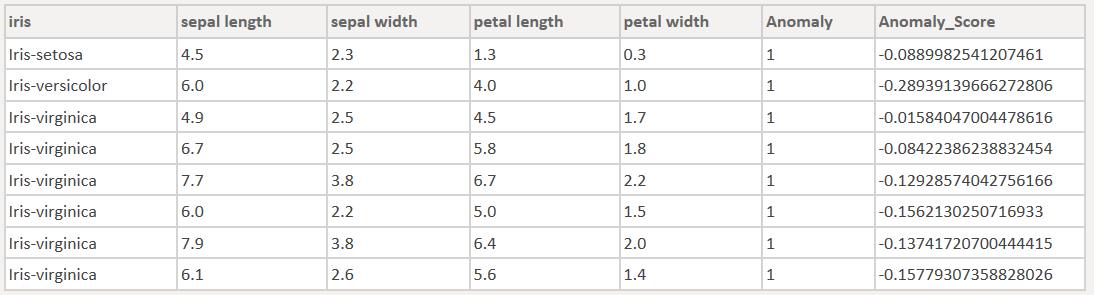 iris sepal length sepal width petal length petal width Anomaly Anomaly_Score
Iris-setosa 4.5 2.3 1.3 0.3 1 -0.0889982541207461
Iris-versicolor 6.0 2.2 4.0 1.0 1 -0.28939139666272806
Iris-virginica 4.9 2.5 4.5 1.7 1 -0.01584047004478616
Iris-virginica 6.7 2.5 5.8 1.8 1 -0.08422386238832454
Iris-virginica 7.7 3.8 6.7 2.2 1 -0.12928574042756166
Iris-virginica 6.0 2.2 5.0 1.5 1 -0.1562130250716933
Iris-virginica 7.9 3.8 6.4 2.0 1 -0.13741720700444415
Iris-virginica 6.1 2.6 5.6 1.4 1 -0.15779307358828026